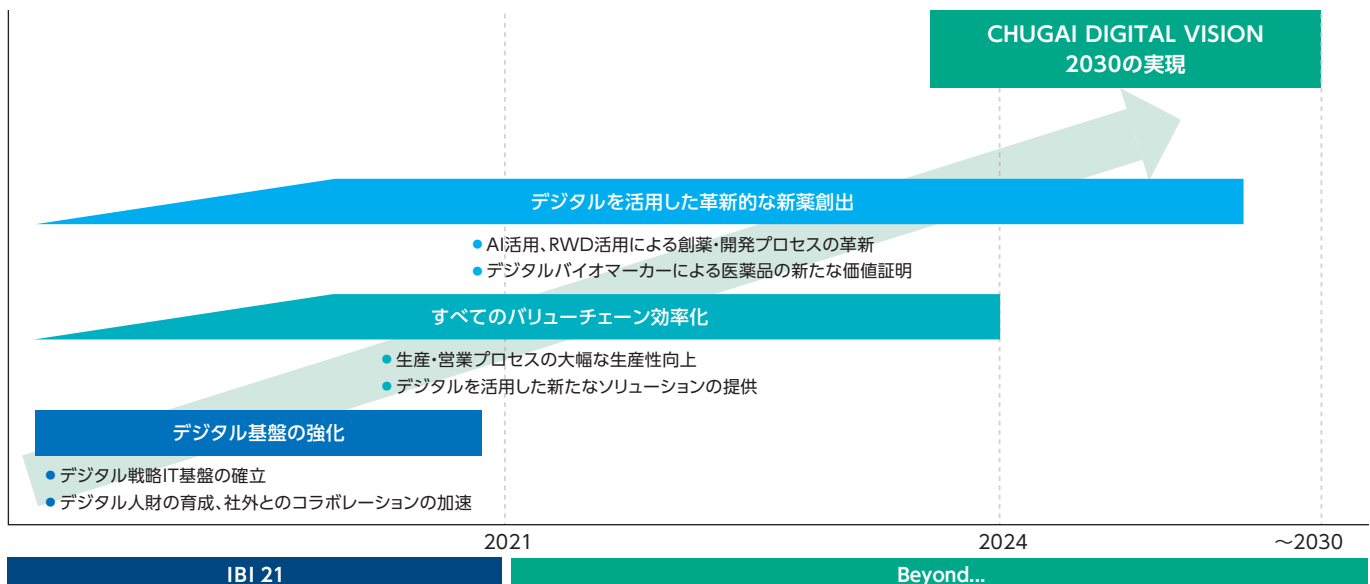 CHUGAI DIGITAL VISION
2030の実現
デジタルを活用した革新的な新薬創出
● AI活用、RWD活用による創薬・開発プロセスの革新
● デジタルバイオマーカーによる医薬品の新たな価値証明
すべてのバリューチェーン効率化
● 生産・営業プロセスの大幅な生産性向上
● デジタルを活用した新たなソリューションの提供
デジタル基盤の強化
● デジタル戦略IT基盤の確立
● デジタル人財の育成、社外とのコラボレーションの加速
2021
2024
～2030
IBI 21
Beyond...